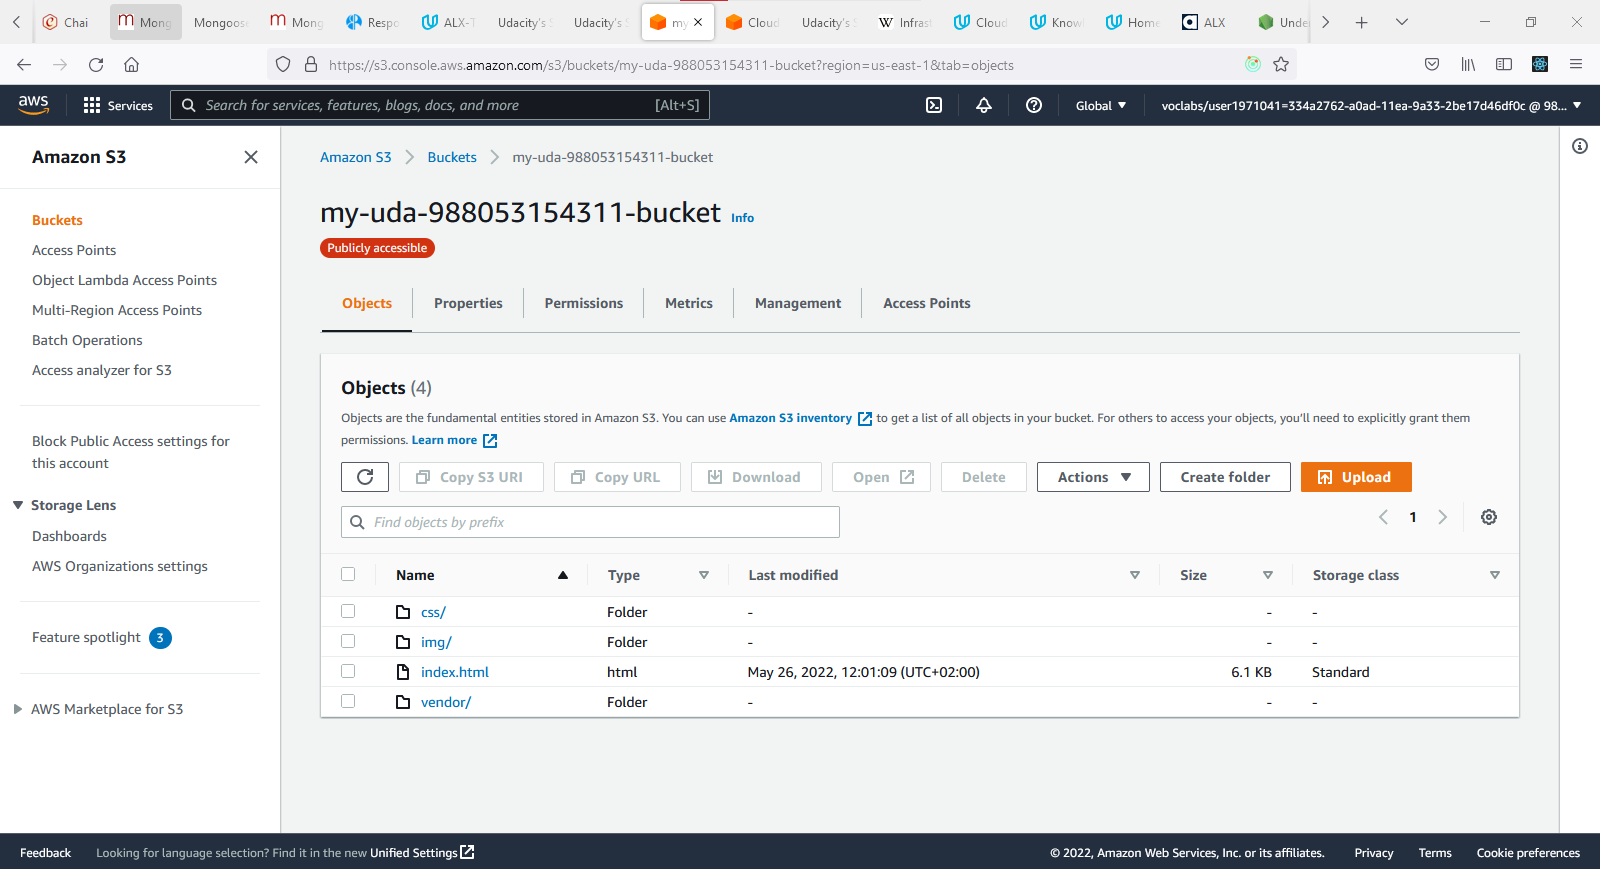 Chai
Mong
Mongoose
Mong
Respo
ALX-T
Udacity's
Udacity's
my-
Cloud
Udacity's
Infrast
Cloud
Know
Home
ALX
Unde
https://s3.console.aws.amazon.com/s3/buckets/my-uda-988053154311-bucket?region=us-east-1&tab=objects
aws
Services
Search for services, features, blogs, docs, and more [Alt+S]
Global
voclabs/user1971041=334a2762-a0ad-11ea-9a33-2be17d46df0c @ 98...
Amazon S3
Buckets
Access Points
Object Lambda Access Points
Multi-Region Access Points
Batch Operations
Access analyzer for S3
Block Public Access settings for
this account
Storage Lens
Dashboards
AWS Organizations settings
Feature spotlight 3
AWS Marketplace for S3
Amazon S3 Buckets my-uda-988053154311-bucket
my-uda-988053154311-bucket Info
Publicly accessible
Objects Properties Permissions Metrics Management Access Points
Objects (4)
Objects are the fundamental entities stored in Amazon S3. You can use Amazon S3 inventory to get a list of all objects in your bucket. For others to access your objects, you'll need to explicitly grant them
permissions. Learn more
Copy S3 URI Copy URL Download Open Delete Actions Create folder Upload
Find objects by prefix
1
Name Type Last modified Size Storage class
css/ Folder - - -
img/ Folder - - -
index.html html May 26, 2022, 12:01:09 (UTC+02:00) 6.1 KB Standard
vendor/ Folder - - -
Feedback Looking for language selection? Find it in the new Unified Settings © 2022, Amazon Web Services, Inc. or its affiliates. Privacy Terms Cookie preferences